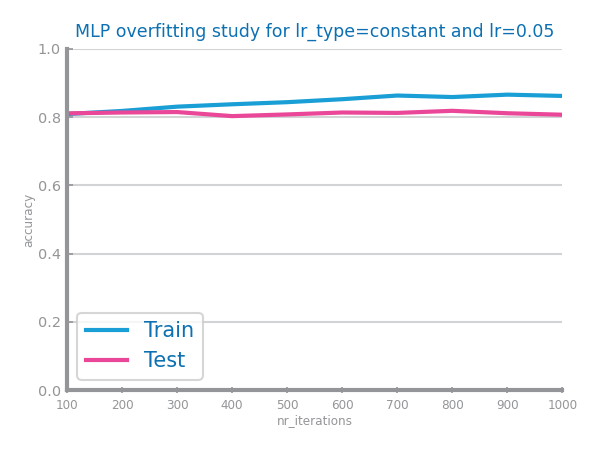 MLP overfitting study for lr_type=constant and lr=0.05
1.0
0.8
0.6
0.4
0.2
0.0
accuracy
Train
Test
100 200 300 400 500 600 700 800 900 1000
nr_iterations